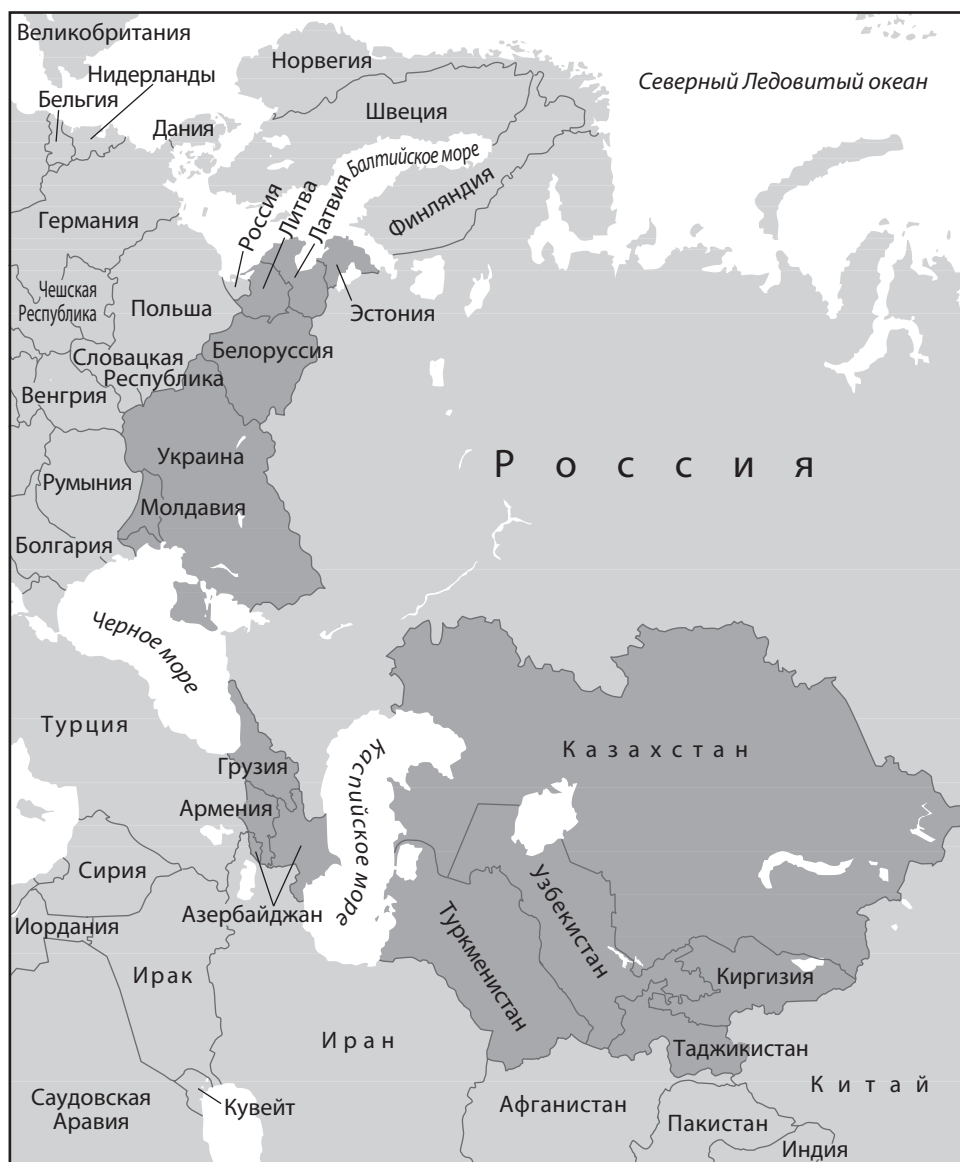 Великобритания
Норвегия
Северный Ледовитый океан
Нидерланды
Бельгия
Швеция
Дания
Балтийское море
Финляндия
Россия
Литва
Латвия
Германия
Чешская
Республика
Польша
Эстония
Белоруссия
Словацкая
Республика
Венгрия
Украина
Россия
Румыния
Молдавия
Болгария
Черное море
Турция
Казахстан
Грузия
Каспийское море
Армения
Сирия
Узбекистан
Азербайджан
Туркменистан
Иордания
Ирак
Киргизия
Иран
Таджикистан
Китай
Саудовская
Аравия
Кувейт
Афганистан
Пакистан
Индия